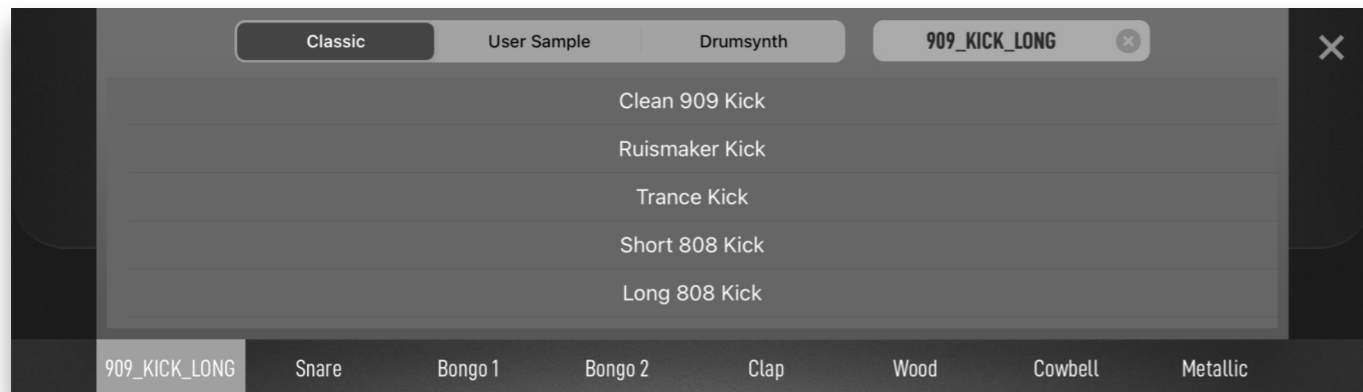 Classic User Sample Drumsynth 909_KICK_LONG
Clean 909 Kick
Ruismaker Kick
Trance Kick
Short 808 Kick
Long 808 Kick
909_KICK_LONG Snare Bongo 1 Bongo 2 Clap Wood Cowbell Metallic